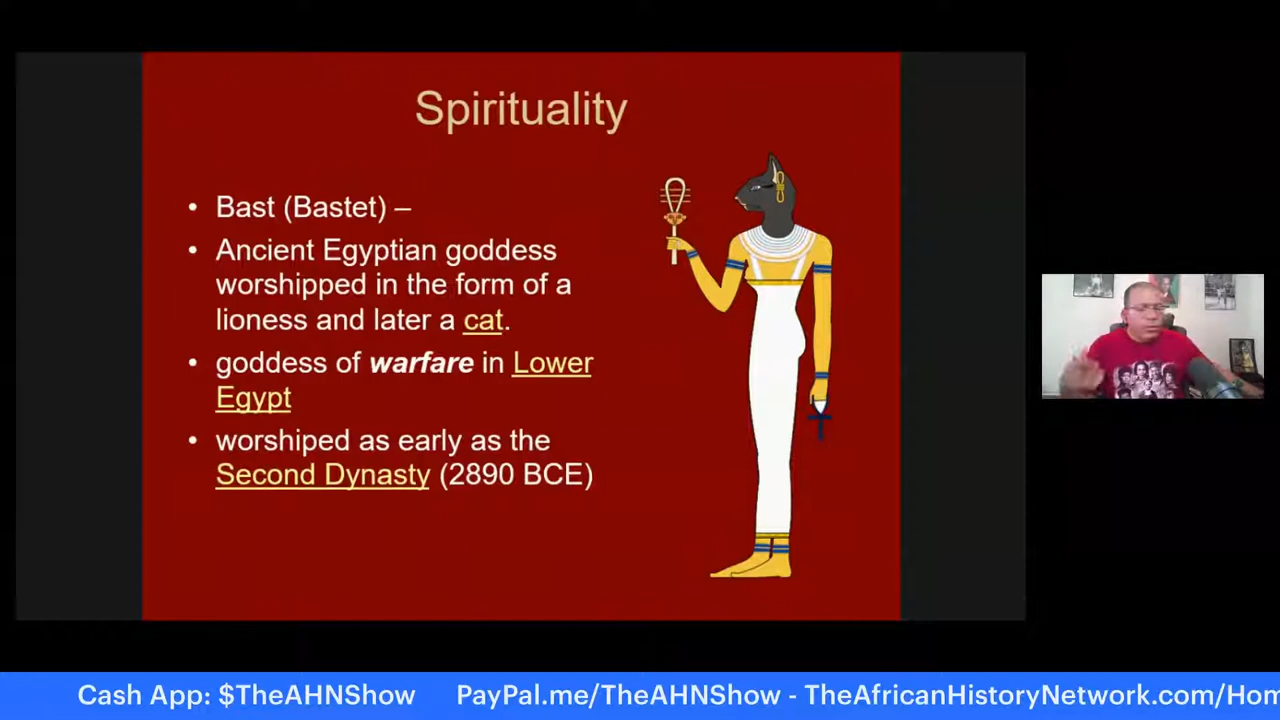 Spirituality
• Bast (Bastet) –
• Ancient Egyptian goddess
worshipped in the form of a
lioness and later a cat.
• goddess of warfare in Lower
Egypt
• worshiped as early as the
Second Dynasty (2890 BCE)
Cash App: $TheAHNShow PayPal.me/TheAHNShow - TheAfricanHistoryNetwork.com/Hom